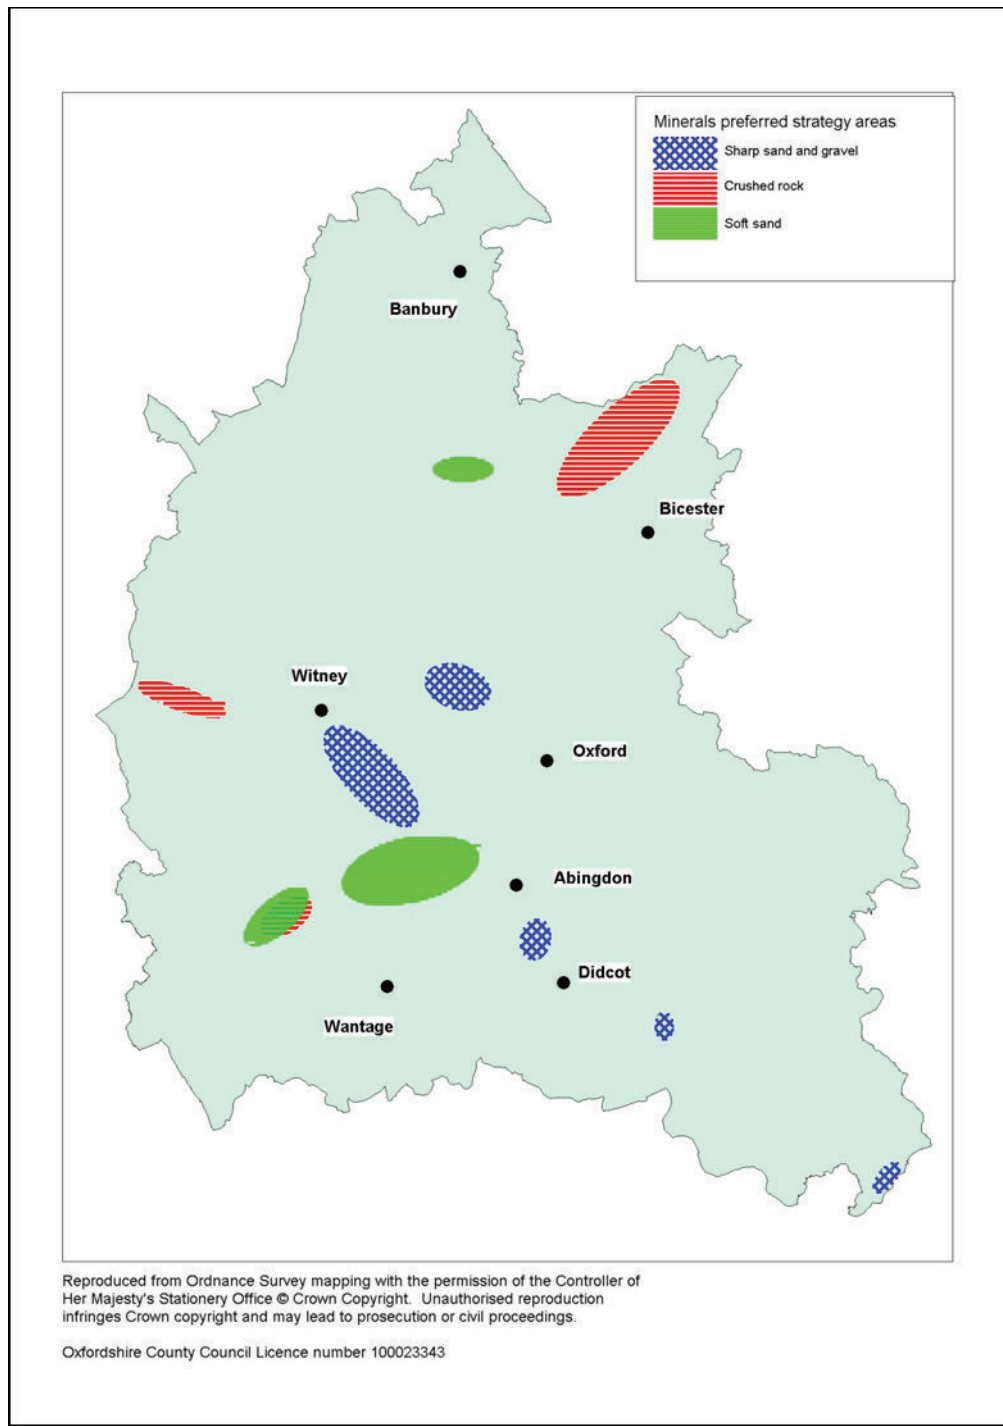 Minerals preferred strategy areas
Sharp sand and gravel
Crushed rock
Soft sand
Banbury
Bicester
Witney
Oxford
Abingdon
Didcot
Wantage
Reproduced from Ordnance Survey mapping with the permission of the Controller of
Her Majesty's Stationery Office © Crown Copyright. Unauthorised reproduction
infringes Crown copyright and may lead to prosecution or civil proceedings.
Oxfordshire County Council Licence number 100023343